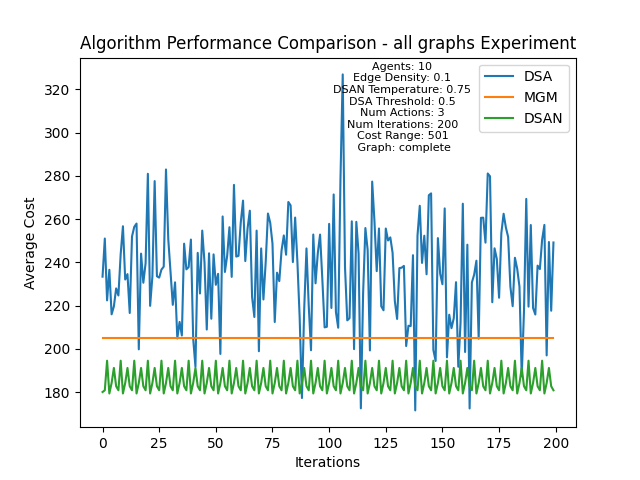 Algorithm Performance Comparison - all graphs Experiment
Agents: 10
Edge Density: 0.1
DSAN Temperature: 0.75
DSA Threshold: 0.5
Num Actions: 3
Num Iterations: 200
Cost Range: 501
Graph: complete
DSA
MGM
DSAN
Average Cost
320
300
280
260
240
220
200
180
0 25 50 75 100 125 150 175 200
Iterations